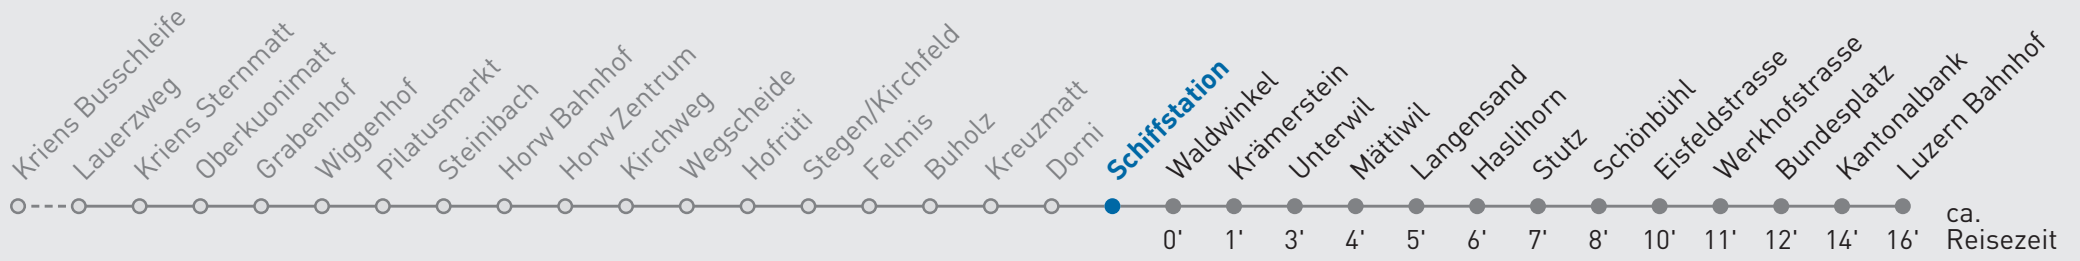 Kriens Busschleife
Lauerzweg
Kriens Sternmatt
Oberkuonimatt
Grabenhof
Wiggenhof
Pilatusmarkt
Steinibach
Horw Bahnhof
Horw Zentrum
Kirchweg
Wegscheide
Hofrüti
Stegen/Kirchfeld
Felmis
Buholz
Kreuzmatt
Dorni
Schiffstation
Waldwinkel
Krämerstein
Unterwil
Mättiwil
Langensand
Haslihorn
Stutz
Schönbühl
Eisfeldstrasse
Werkhofstrasse
Bundesplatz
Kantonalbank
Luzern Bahnhof
ca.
0' 1' 3' 4' 5' 6' 7' 8' 10' 11' 12' 14' 16' Reisezeit